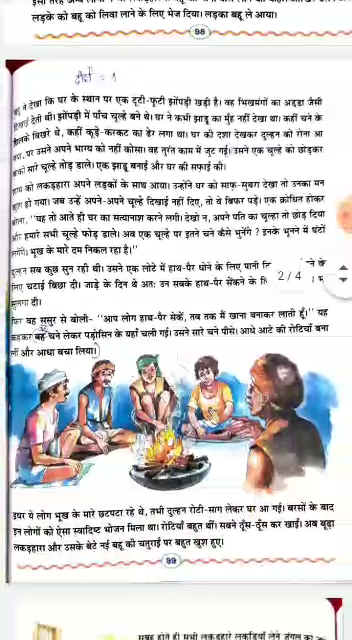 लड़के को बहू को लिवा लाने के लिए भेज दिया। लड़का बहू ले आया।
98
ने देखा कि घर के स्थान पर एक टूटी-फूटी झोंपड़ी खड़ी है। वह भिखमंगों का अड्डा जैसी
देती थी। झोंपड़ी में पाँच चूल्हे बने थे। घर ने कभी झाड़ू का मुँह नहीं देखा था। कहीं चने के
बिखरे थे, कहीं कूड़े-करकट का ढेर लगा था। घर की दशा देखकर दुल्हन को रोना आ
पर उसने अपने भाग्य को नहीं कोसा। वह तुरंत काम में जुट गई। उसने एक चूल्हे को छोड़कर
सारे चूल्हे तोड़ डाले। एक झाड़ू बनाई और घर की सफाई की।
को लकड़हारा अपने लड़कों के साथ आया। उन्होंने घर को साफ-सुथरा देखा तो उनका मन
हो गया। जब उन्हें अपने-अपने चूल्हे दिखाई नहीं दिए, तो वे बिफर पड़े। एक क्रोधित होकर
बोला, "यह तो आते ही घर का सत्यानाश करने लगी। देखो न, अपने पति का चूल्हा तो छोड़ दिया
हमारे सभी चूल्हे फोड़ डाले। अब एक चूल्हे पर इतने चने कैसे भुनेंगे ? इनके भुनने में घंटों
लगेंगे। भूख के मारे दम निकल रहा है।"
सब कुछ सुन रही थी। उसने एक लोटे में हाथ-पैर धोने के लिए पानी
लिए चटाई बिछा दी। जाड़े के दिन थे अतः उन सबके हाथ-पैर सेंकने के
2 / 4
दी।
फिर वह ससुर से बोली- "आप लोग हाथ-पैर सेकें, तब तक मैं खाना बनाकर लाती हूँ।" यह
कहकर वह चने लेकर पड़ोसिन के यहाँ चली गई। उसने सारे चने पीसे। आधे आटे की रोटियाँ बना
लीं और आधा बचा लिया।
इधर ये लोग भूख के मारे छटपटा रहे थे, तभी दुल्हन रोटी-साग लेकर घर आ गई। बरसों के बाद
इन लोगों को ऐसा स्वादिष्ट भोजन मिला था। रोटियाँ बहुत थीं। सबने ठूँस-ठूँस कर खाईं। अब बूढ़ा
लकड़हारा और उसके बेटे नई बहू की चतुराई पर बहुत खुश हुए।
99